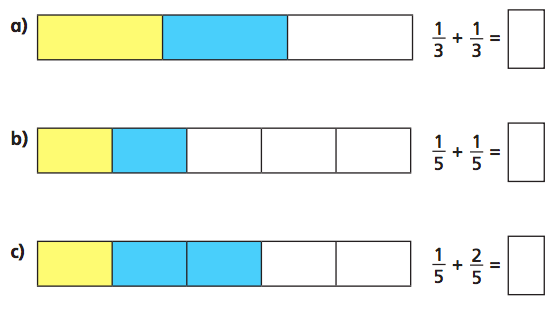 a) 1/3 + 1/3 =
b) 1/5 + 1/5 =
c) 1/5 + 2/5 =